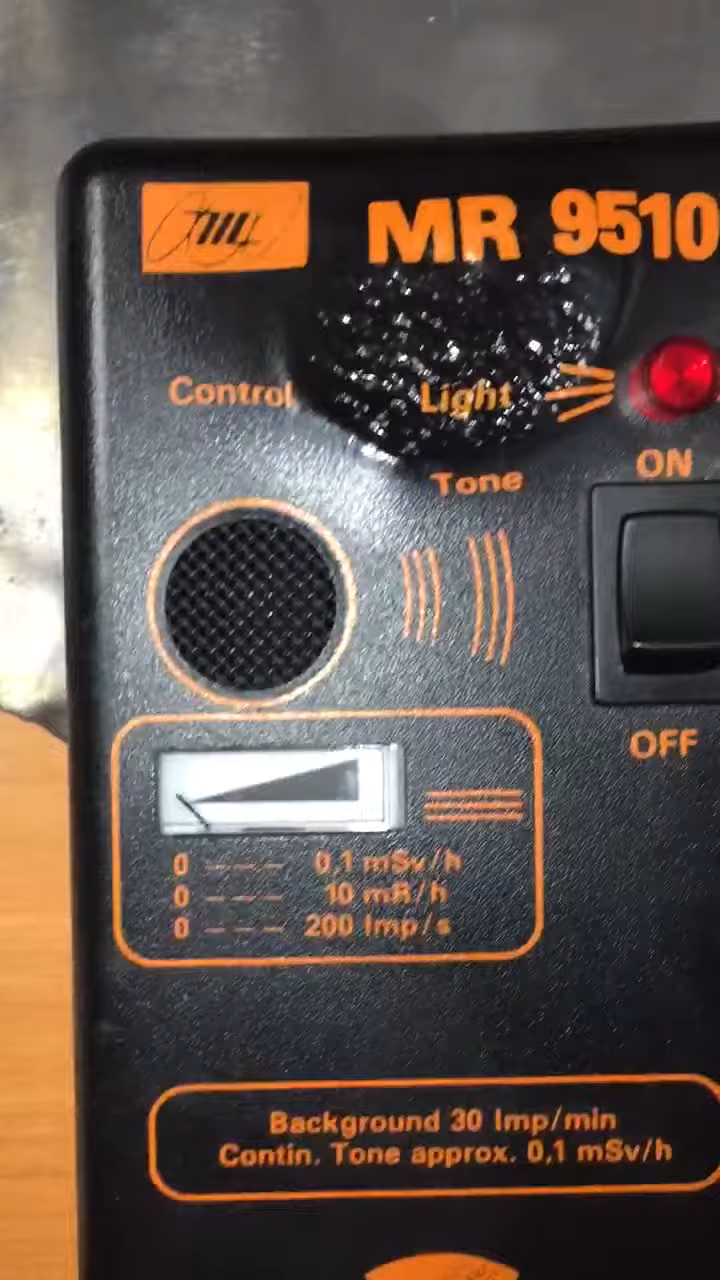 MR 9510
Control
Light
Tone
ON
OFF
0 --- 0,1 mSv/h
0 --- 10 mR/h
0 --- 200 Imp/s
Background 30 Imp/min
Contin. Tone approx. 0,1 mSv/h